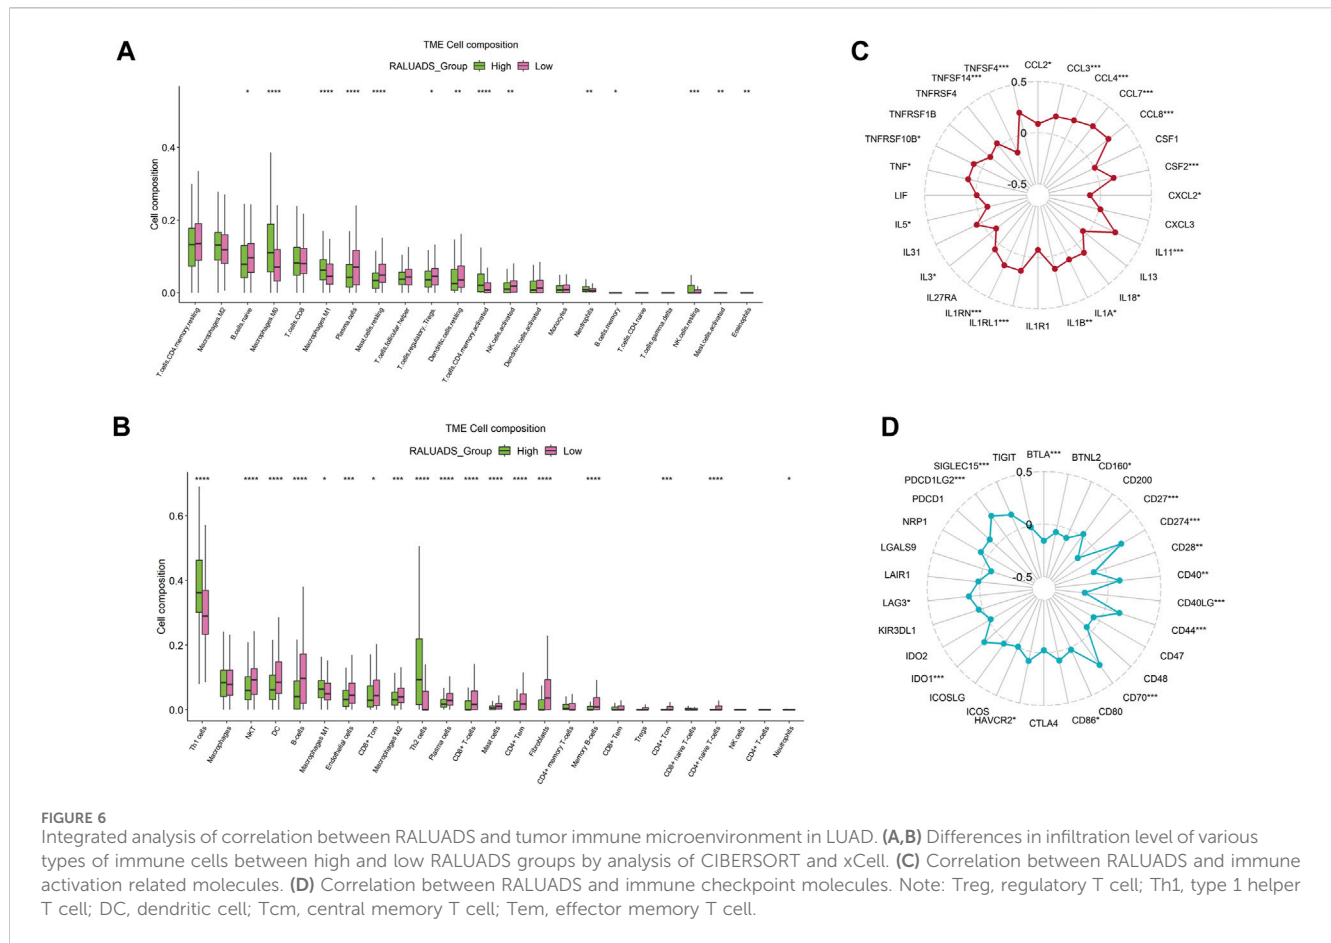 A
TME Cell composition
RALUADS_Group High Low
* **** **** **** **** * ** **** ** ** * *** ** **
Cell composition
0.4
0.2
0.0
T.cells.CD4.memory.resting
Macrophages.M2
B.cells.naive
Macrophages.M0
T.cells.CD8
Macrophages.M1
Plasma.cells
Mast.cells.resting
T.cells.follicular.helper
T.cells.regulatory..Tregs.
Dendritic.cells.resting
T.cells.CD4.memory.activated
NK.cells.activated
Dendritic.cells.activated
Monocytes
Neutrophils
B.cells.memory
T.cells.CD4.naive
T.cells.gamma.delta
NK.cells.resting
Mast.cells.activated
Eosinophils
B
TME Cell composition
RALUADS_Group High Low
**** **** **** **** * *** * *** **** **** **** **** **** **** **** *** **** *
Cell composition
0.6
0.4
0.2
0.0
Th1 cells
Macrophages
NKT
DC
B-cells
Macrophages M1
Endothelial cells
CD8+ Tcm
Macrophages M2
Th2 cells
Plasma cells
CD8+ T-cells
Mast cells
CD4+ Tem
Fibroblasts
CD4+ memory T-cells
Memory B-cells
CD8+ Tem
Tregs
CD4+ Tcm
CD8+ naive T-cells
CD4+ naive T-cells
NK cells
CD4+ T-cells
Neutrophils
C
0.5
0
-0.5
CCL2*
CCL3***
CCL4***
CCL7***
CCL8***
CSF1
CSF2***
CXCL2*
CXCL3
IL11***
IL13
IL18*
IL1A*
IL1B**
IL1R1
IL1RL1***
IL1RN***
IL27RA
IL3*
IL31
IL5*
LIF
TNF*
TNFRSF10B*
TNFRSF1B
TNFRSF4
TNFSF14***
TNFSF4***
D
0.5
0
-0.5
BTLA***
BTNL2
CD160*
CD200
CD27***
CD274***
CD28**
CD40**
CD40LG***
CD44***
CD47
CD48
CD70***
CD80
CD86*
CTLA4
HAVCR2*
ICOS
ICOSLG
IDO1***
IDO2
KIR3DL1
LAG3*
LAIR1
LGALS9
NRP1
PDCD1
PDCD1LG2***
SIGLEC15***
TIGIT
FIGURE 6
Integrated analysis of correlation between RALUADS and tumor immune microenvironment in LUAD. (A,B) Differences in infiltration level of various
types of immune cells between high and low RALUADS groups by analysis of CIBERSORT and xCell. (C) Correlation between RALUADS and immune
activation related molecules. (D) Correlation between RALUADS and immune checkpoint molecules. Note: Treg, regulatory T cell; Th1, type 1 helper
T cell; DC, dendritic cell; Tcm, central memory T cell; Tem, effector memory T cell.